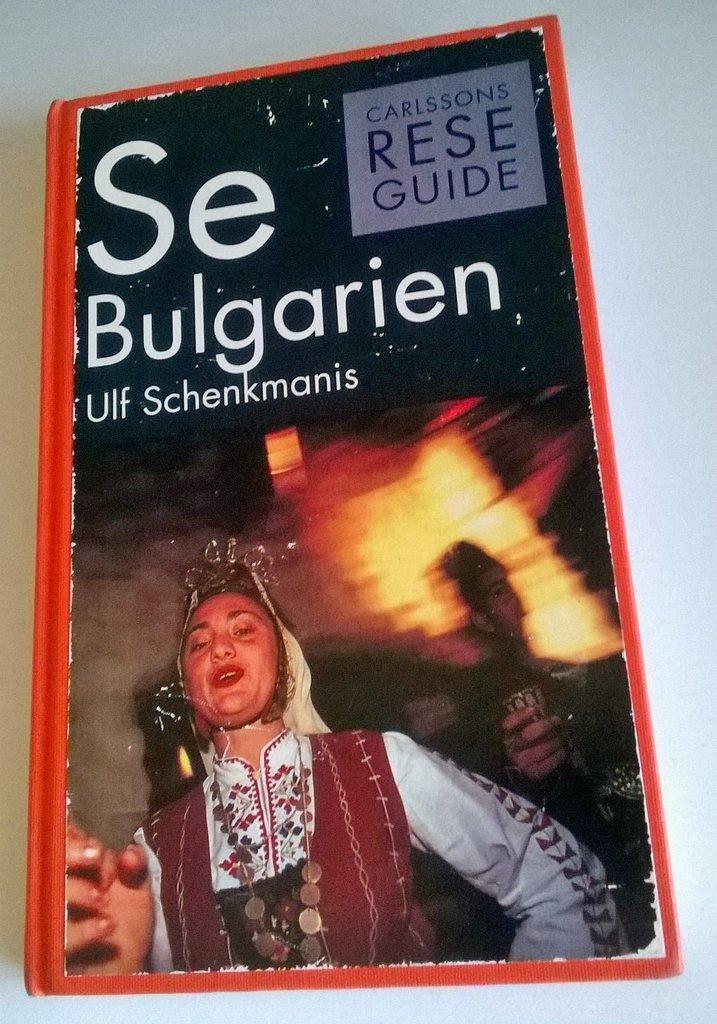 CARLSSONS
RESE
GUIDE
Se
Bulgarien
Ulf Schenkmanis